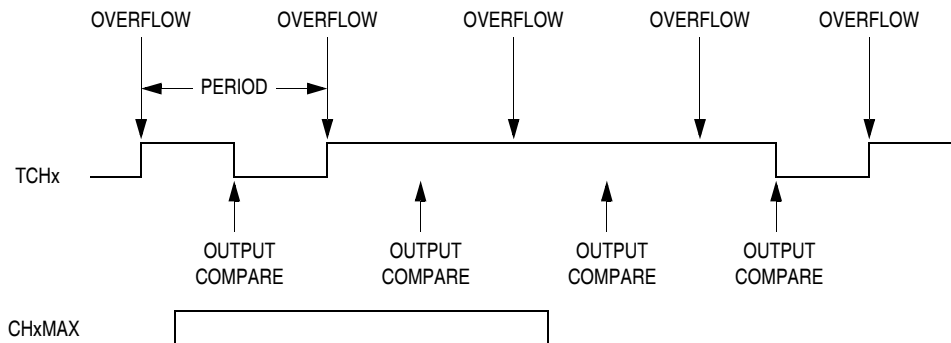 OVERFLOW OVERFLOW OVERFLOW OVERFLOW OVERFLOW
PERIOD
TCHx
OUTPUT
COMPARE
OUTPUT
COMPARE
OUTPUT
COMPARE
OUTPUT
COMPARE
CHxMAX